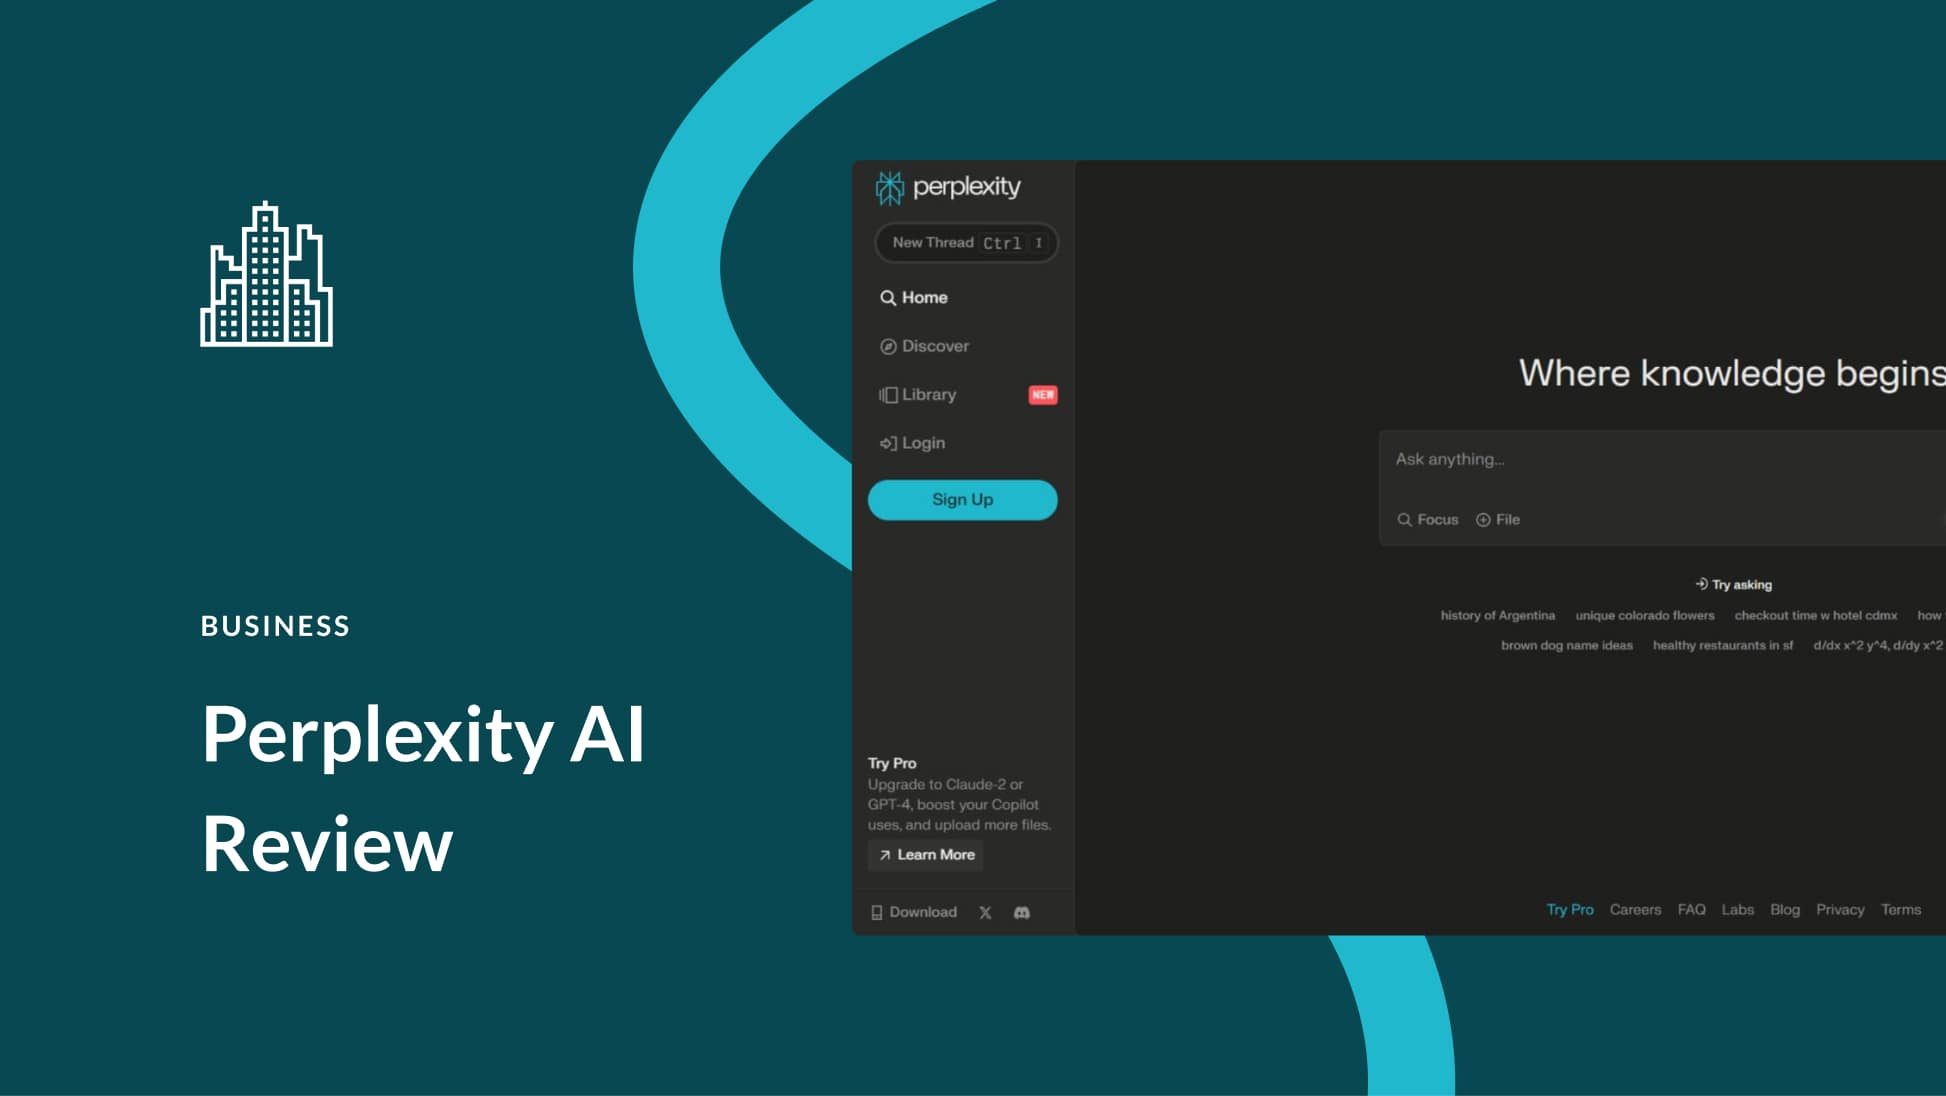 BUSINESS
Perplexity AI
Review
perplexity
New Thread Ctrl I
Home
Discover
Library NEW
Login
Sign Up
Try Pro
Upgrade to Claude-2 or
GPT-4, boost your Copilot
uses, and upload more files.
Learn More
Download
Where knowledge begins
Ask anything...
Focus File
Try asking
history of Argentina unique colorado flowers checkout time w hotel cdmx how
brown dog name ideas healthy restaurants in sf d/dx x^2 y^4, d/dy x^2
Try Pro Careers FAQ Labs Blog Privacy Terms